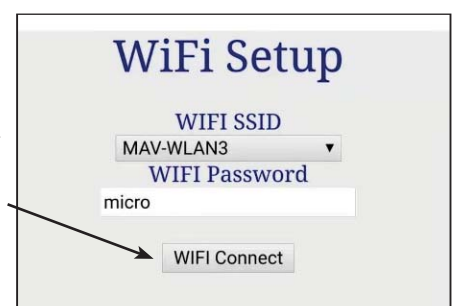 WiFi Setup
WIFI SSID
MAV-WLAN3
WIFI Password
micro
WIFI Connect